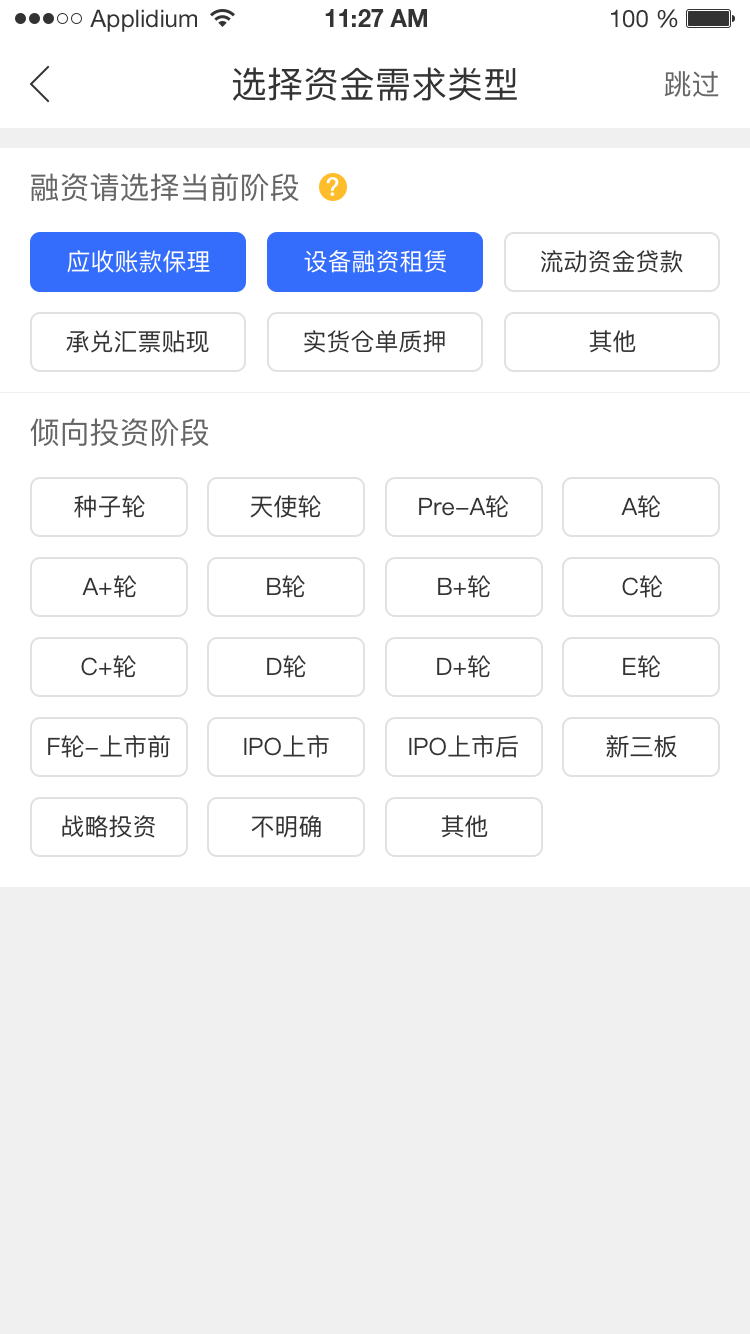 Applidium 11:27 AM 100 %
选择资金需求类型 跳过
融资请选择当前阶段 ?
应收账款保理 设备融资租赁 流动资金贷款
承兑汇票贴现 实货仓单质押 其他
倾向投资阶段
种子轮 天使轮 Pre–A轮 A轮
A+轮 B轮 B+轮 C轮
C+轮 D轮 D+轮 E轮
F轮–上市前 IPO上市 IPO上市后 新三板
战略投资 不明确 其他